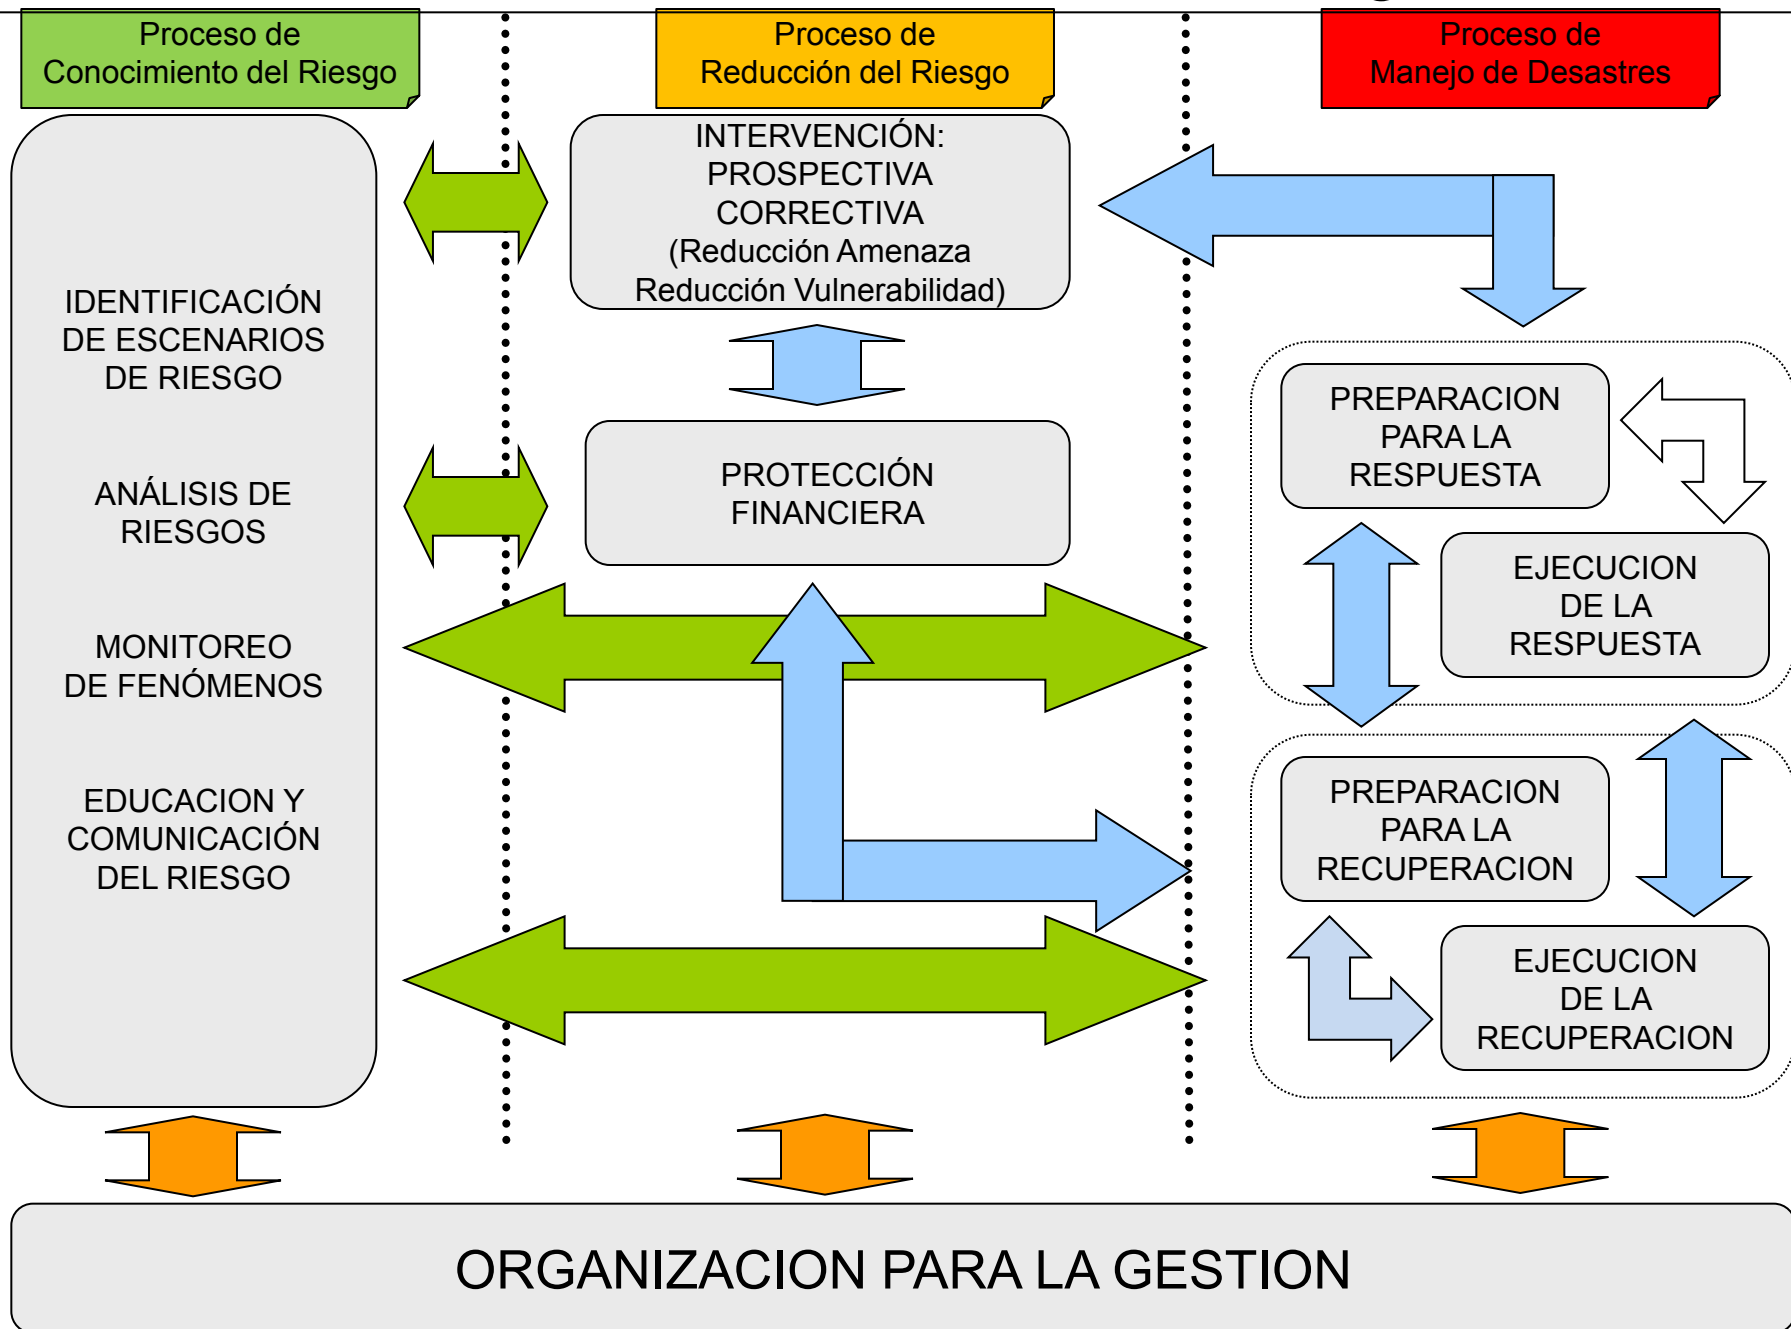 Proceso de
Conocimiento del Riesgo
Proceso de
Reducción del Riesgo
Proceso de
Manejo de Desastres
IDENTIFICACIÓN
DE ESCENARIOS
DE RIESGO
ANÁLISIS DE
RIESGOS
MONITOREO
DE FENÓMENOS
EDUCACION Y
COMUNICACIÓN
DEL RIESGO
INTERVENCIÓN:
PROSPECTIVA
CORRECTIVA
(Reducción Amenaza
Reducción Vulnerabilidad)
PROTECCIÓN
FINANCIERA
PREPARACION
PARA LA
RESPUESTA
EJECUCION
DE LA
RESPUESTA
PREPARACION
PARA LA
RECUPERACION
EJECUCION
DE LA
RECUPERACION
ORGANIZACION PARA LA GESTION